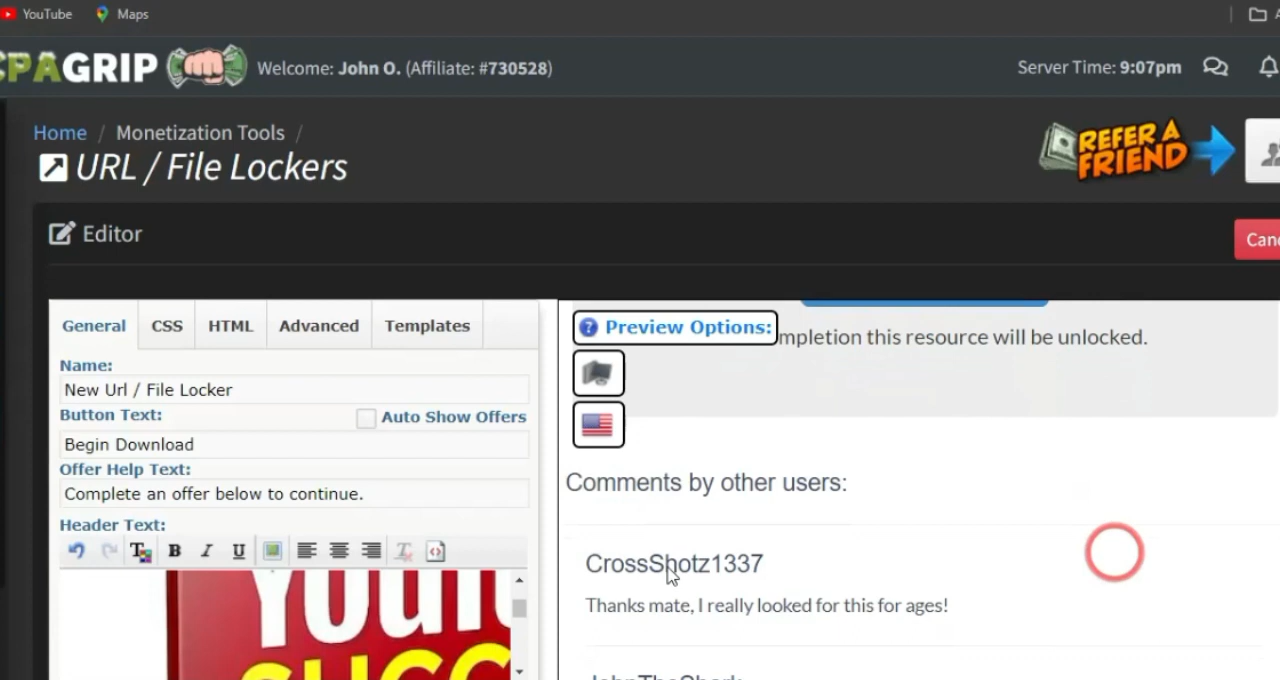 YouTube Maps
CPAGRIP Welcome: John O. (Affiliate: #730528) Server Time: 9:07pm
Home / Monetization Tools /
URL / File Lockers
REFER A FRIEND
Editor
General CSS HTML Advanced Templates
Name:
New Url / File Locker
Button Text: Auto Show Offers
Begin Download
Offer Help Text:
Complete an offer below to continue.
Header Text:
B I U
? Preview Options:
mpletion this resource will be unlocked.
Comments by other users:
CrossShotz1337
Thanks mate, I really looked for this for ages!